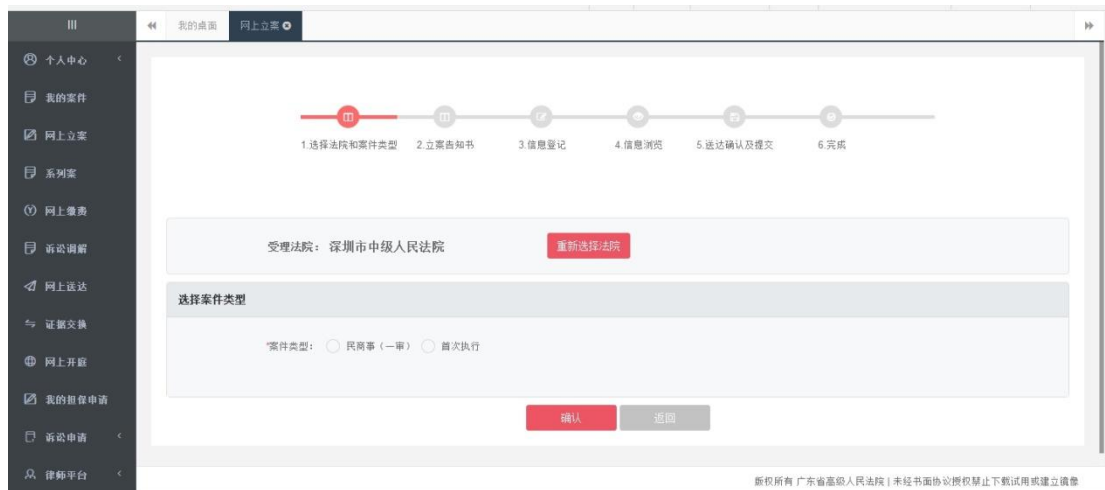 我的桌面
网上立案
个人中心
我的案件
网上立案
系列案
网上缴费
诉讼调解
网上送达
证据交换
网上开庭
我的担保申请
诉讼申请
律师平台
1.选择法院和案件类型 2.立案告知书 3.信息登记 4.信息浏览 5.送达确认及提交 6.完成
受理法院： 深圳市中级人民法院 重新选择法院
选择案件类型
*案件类型： 民商事（一审） 首次执行
确认 返回
版权所有 广东省高级人民法院 | 未经书面协议授权禁止下载试用或建立镜像